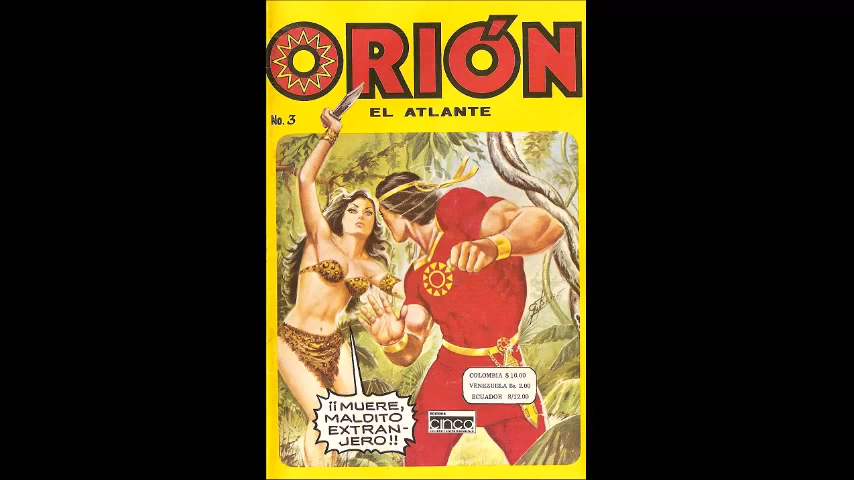 ORIÓN
EL ATLANTE
No. 3
COLOMBIA $ 10.00
VENEZUELA Bs. 2.00
ECUADOR S/12.00
¡¡MUERE,
MALDITO
EXTRAN-
JERO!!
EDITORA
CINCO